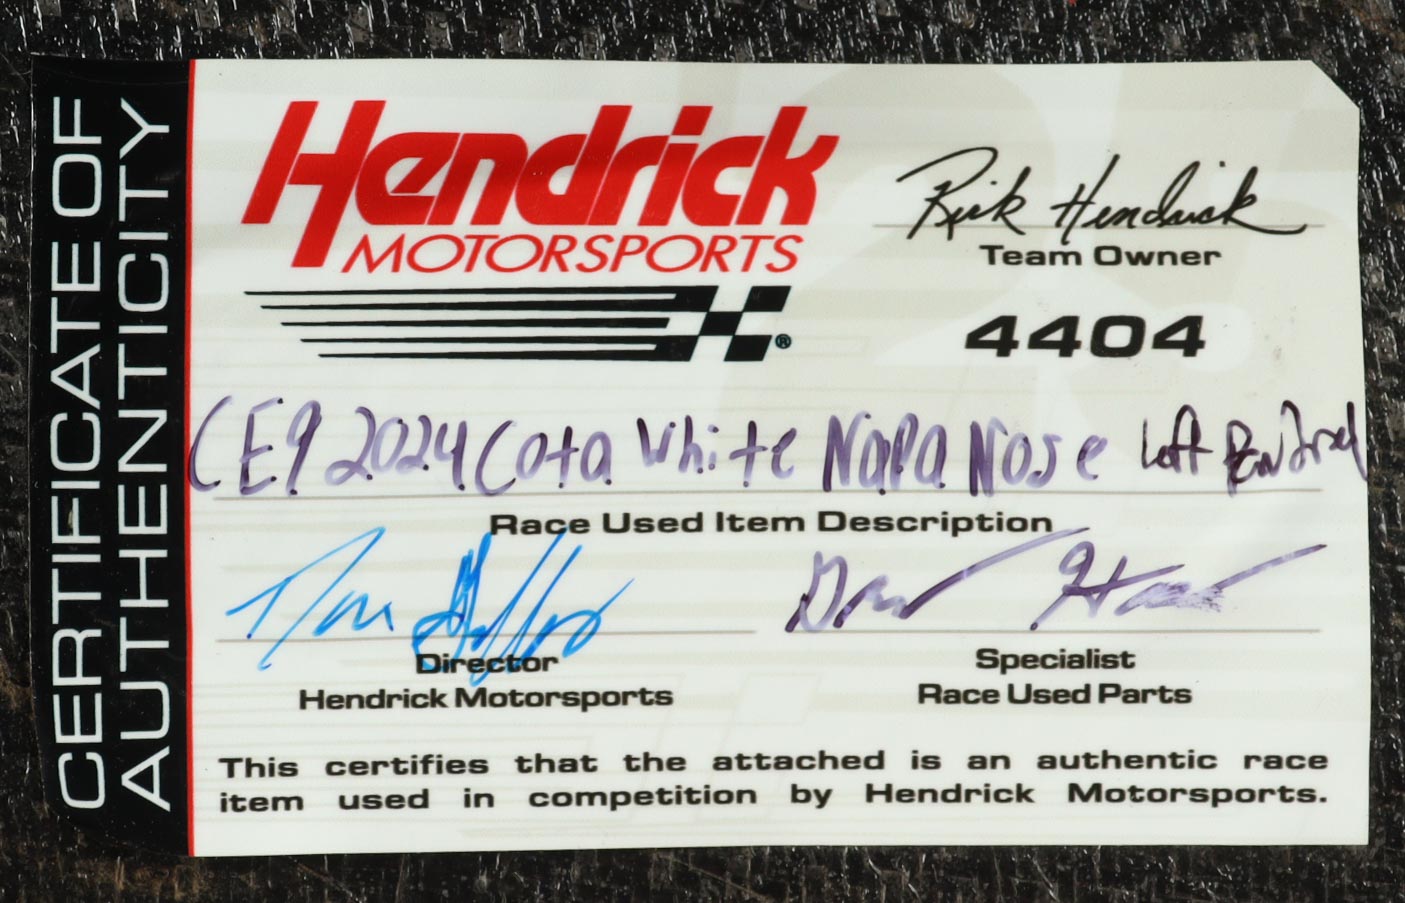 CERTIFICATE OF
AUTHENTICITY
Hendrick
MOTORSPORTS
®
Rick Hendrick
Team Owner
4404
CE9 2024 Cota White Napa Nose Left
Race Used Item Description
Director
Hendrick Motorsports
Specialist
Race Used Parts
This certifies that the attached is an authentic race
item used in competition by Hendrick Motorsports.